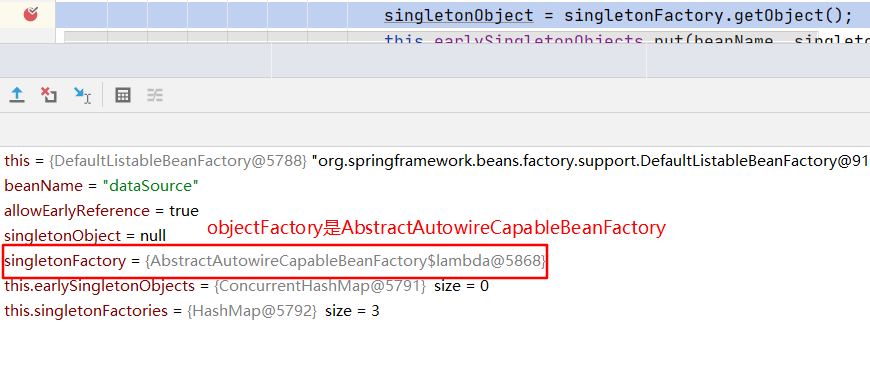 singletonObject = singletonFactory.getObject();
this.earlySingletonObjects.put(beanName, singleto
this = {DefaultListableBeanFactory@5788} "org.springframework.beans.factory.support.DefaultListableBeanFactory@91
beanName = "dataSource"
allowEarlyReference = true
singletonObject = null
objectFactory是AbstractAutowireCapableBeanFactory
singletonFactory = {AbstractAutowireCapableBeanFactory$lambda@5868}
this.earlySingletonObjects = {ConcurrentHashMap@5791} size = 0
this.singletonFactories = {HashMap@5792} size = 3